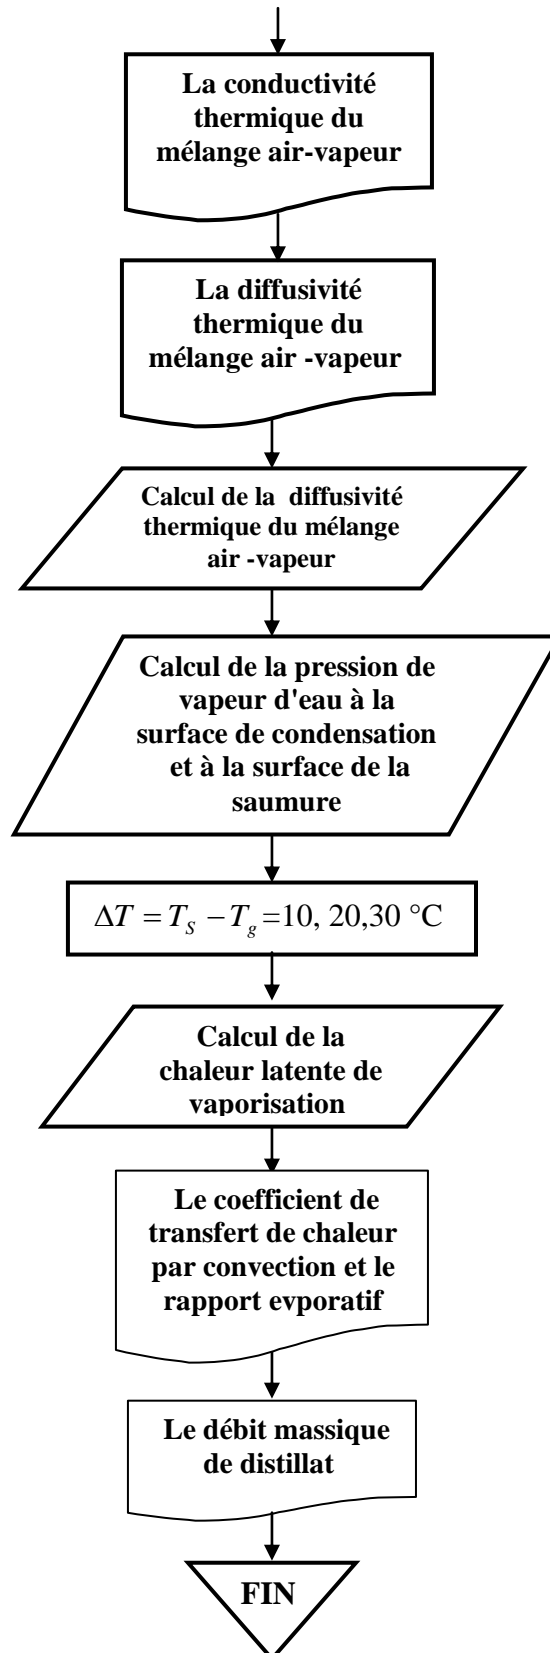 La conductivité
thermique du
mélange air-vapeur
La diffusivité
thermique du
mélange air -vapeur
Calcul de la diffusivité
thermique du mélange
air -vapeur
Calcul de la pression de
vapeur d'eau à la
surface de condensation
et à la surface de la
saumure
ΔT = T_S − T_g =10, 20,30 °C
Calcul de la
chaleur latente de
vaporisation
Le coefficient de
transfert de chaleur
par convection et le
rapport evporatif
Le débit massique
de distillat
FIN